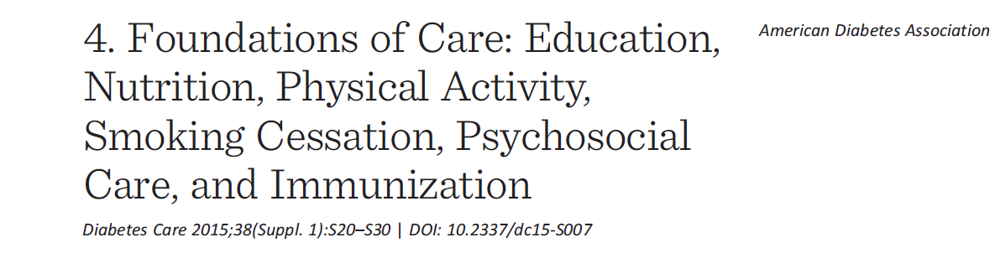 4. Foundations of Care: Education,
Nutrition, Physical Activity,
Smoking Cessation, Psychosocial
Care, and Immunization
Diabetes Care 2015;38(Suppl. 1):S20–S30 | DOI: 10.2337/dc15-S007
American Diabetes Association